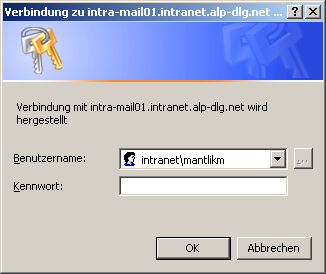 Verbindung zu intra-mail01.intranet.alp-dlg.net ...
Verbindung mit intra-mail01.intranet.alp-dlg.net wird
hergestellt
Benutzername: intranet\mantlikm ...
Kennwort:
OK Abbrechen